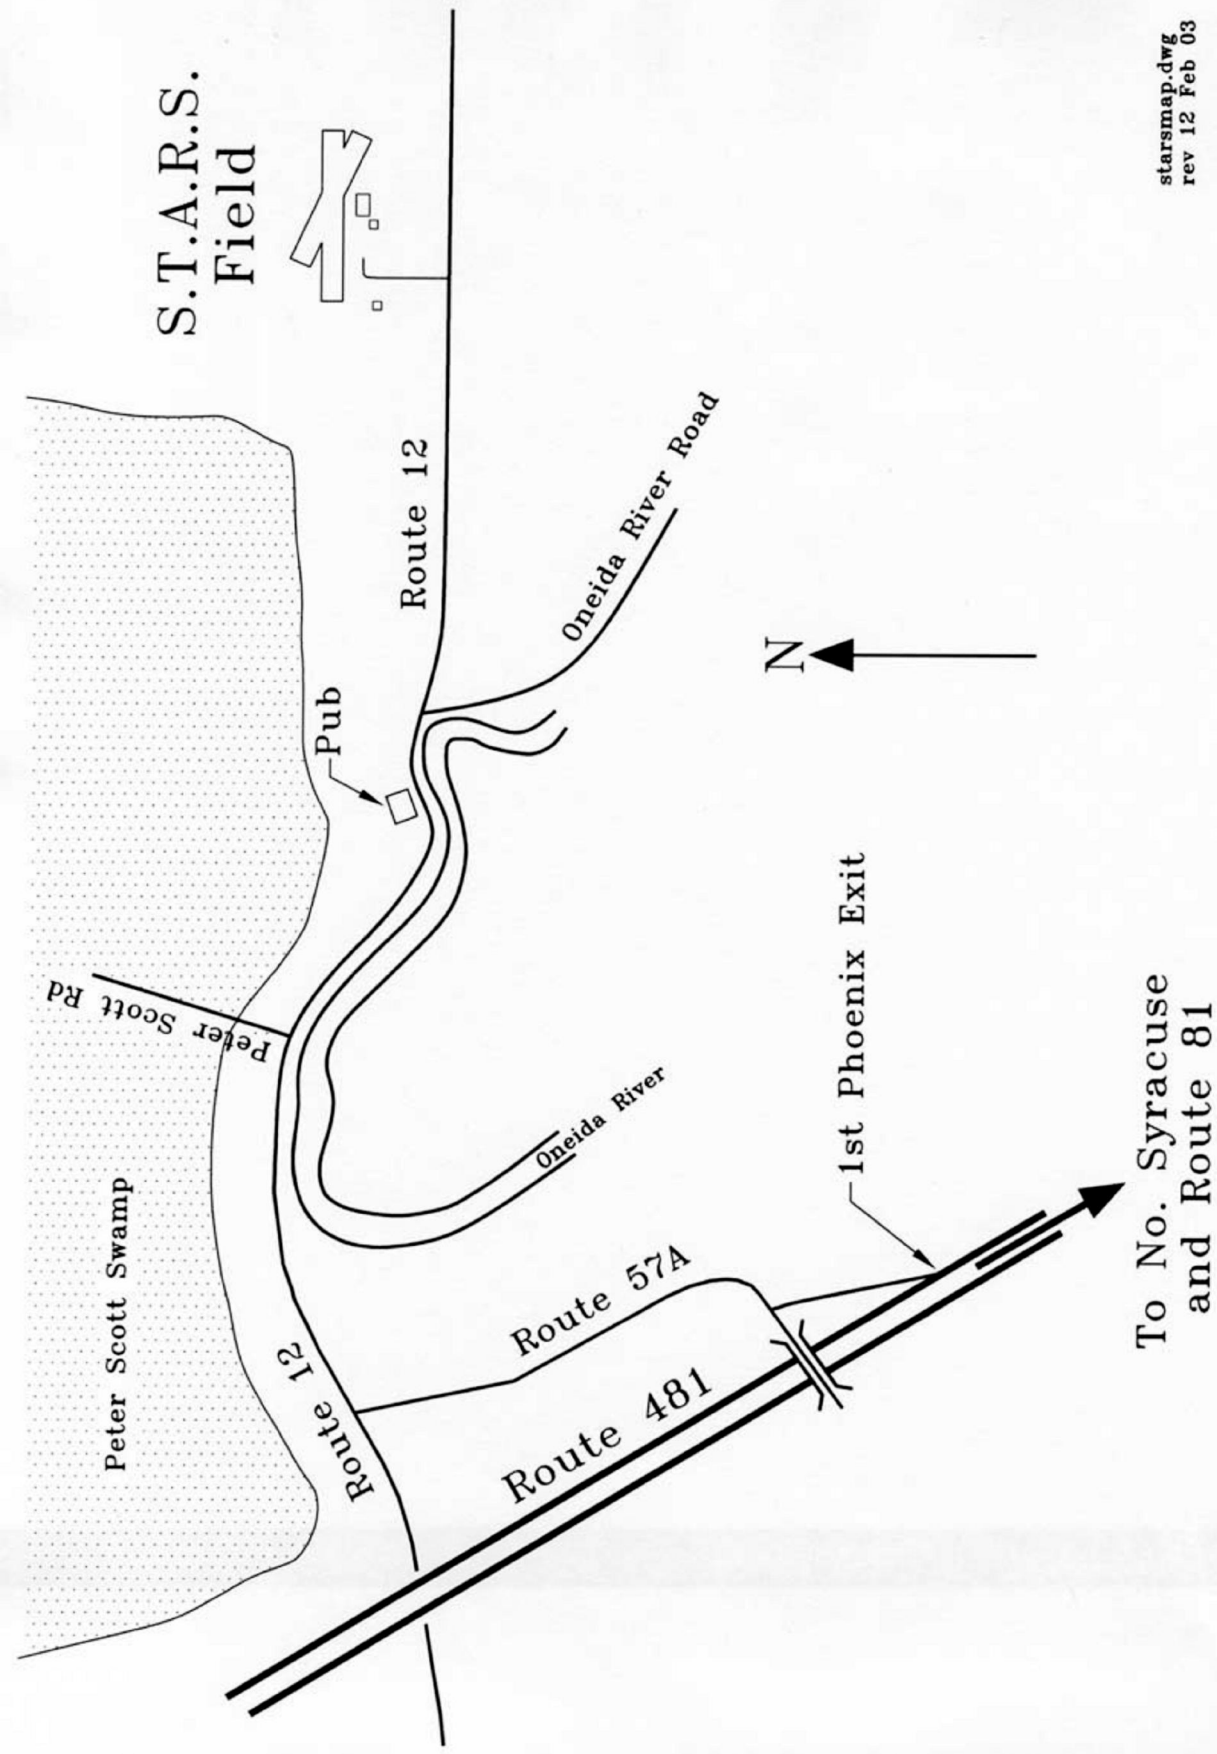 S.T.A.R.S.
Field
Peter Scott Swamp
Peter Scott Rd
Pub
Route 12
Route 12
Oneida River Road
Oneida River
Route 57A
Route 481
N
1st Phoenix Exit
To No. Syracuse
and Route 81
starsmap.dwg
rev 12 Feb 03